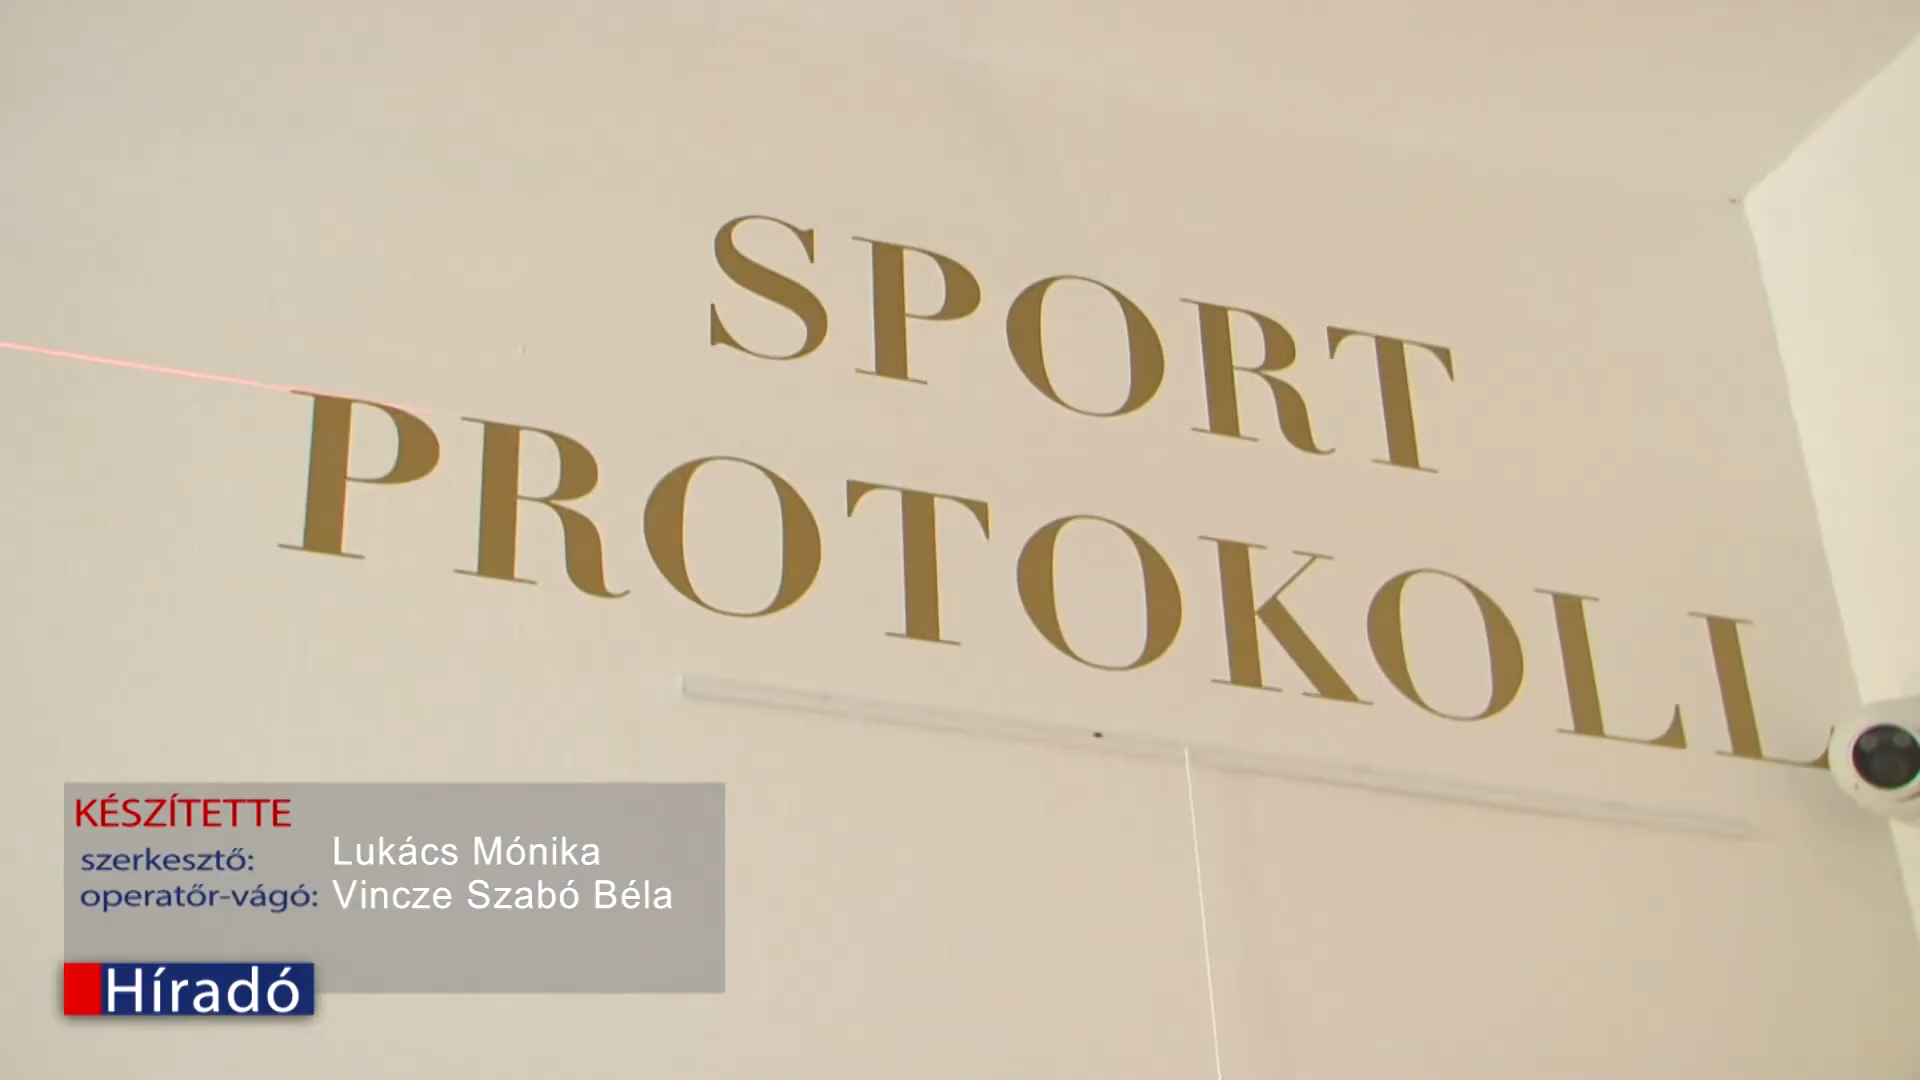 SPORT
PROTOKOLL
KÉSZÍTETTE
szerkesztő: Lukács Mónika
operatőr-vágó: Vincze Szabó Béla
Híradó